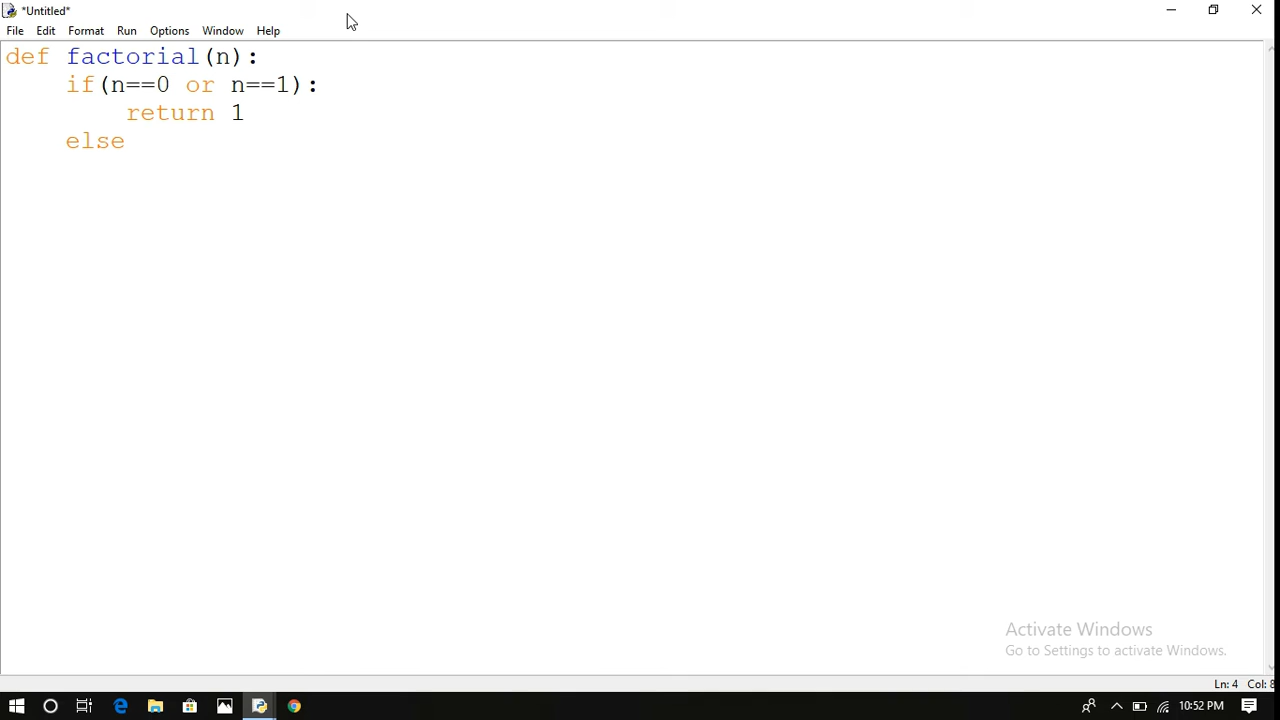 *Untitled*
File Edit Format Run Options Window Help
def factorial(n):
    if(n==0 or n==1):
        return 1
    else
Activate Windows
Go to Settings to activate Windows.
Ln: 4 Col: 8
10:52 PM